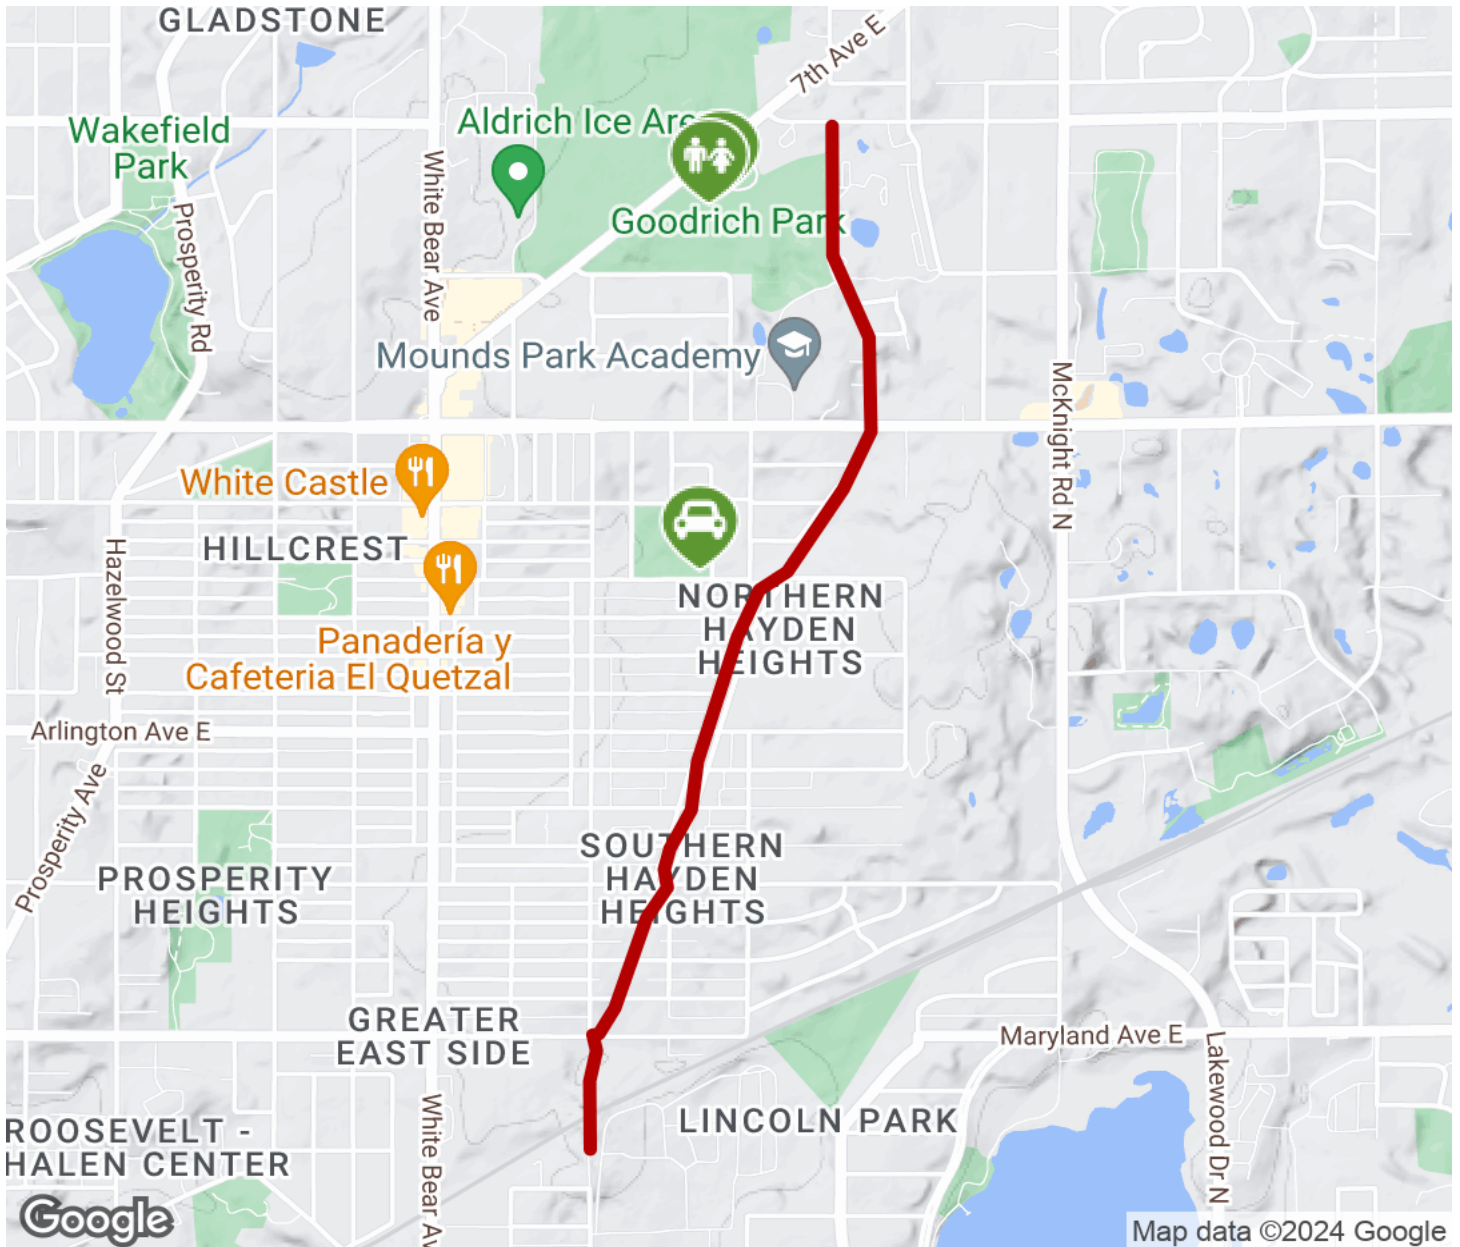 GLADSTONE
7th Ave E
Aldrich Ice Are
Wakefield
Park
White Bear Ave
Goodrich Park
Prosperity Rd
Mounds Park Academy
McKnight Rd N
White Castle
HILLCREST
Hazelwood St
NORTHERN
HAYDEN
HEIGHTS
Panadería y
Cafeteria El Quetzal
Arlington Ave E
Prosperity Ave
SOUTHERN
HAYDEN
HEIGHTS
PROSPERITY
HEIGHTS
GREATER
EAST SIDE
Maryland Ave E
Lakewood Dr N
White Bear Av
LINCOLN PARK
ROOSEVELT -
HALEN CENTER
Google
Map data ©2024 Google